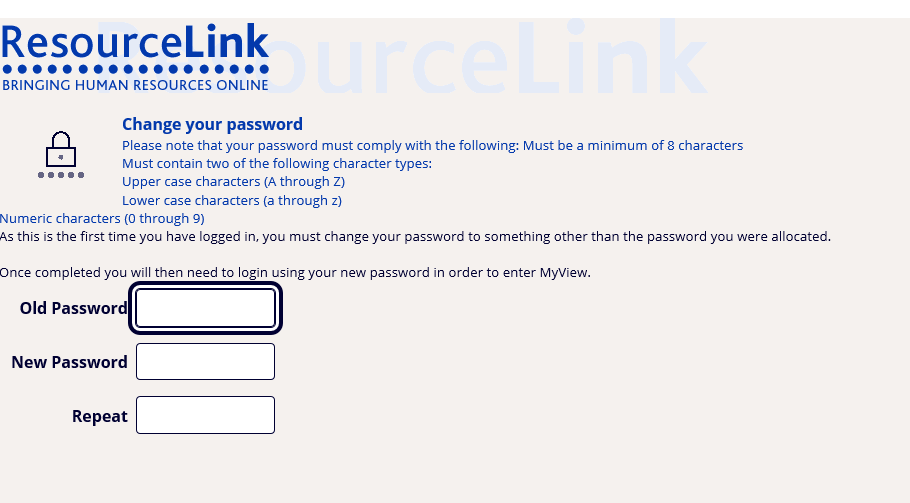 ResourceLink
BRINGING HUMAN RESOURCES ONLINE
ourceLink
Change your password
Please note that your password must comply with the following: Must be a minimum of 8 characters
Must contain two of the following character types:
Upper case characters (A through Z)
Lower case characters (a through z)
Numeric characters (0 through 9)
As this is the first time you have logged in, you must change your password to something other than the password you were allocated.
Once completed you will then need to login using your new password in order to enter MyView.
Old Password
New Password
Repeat